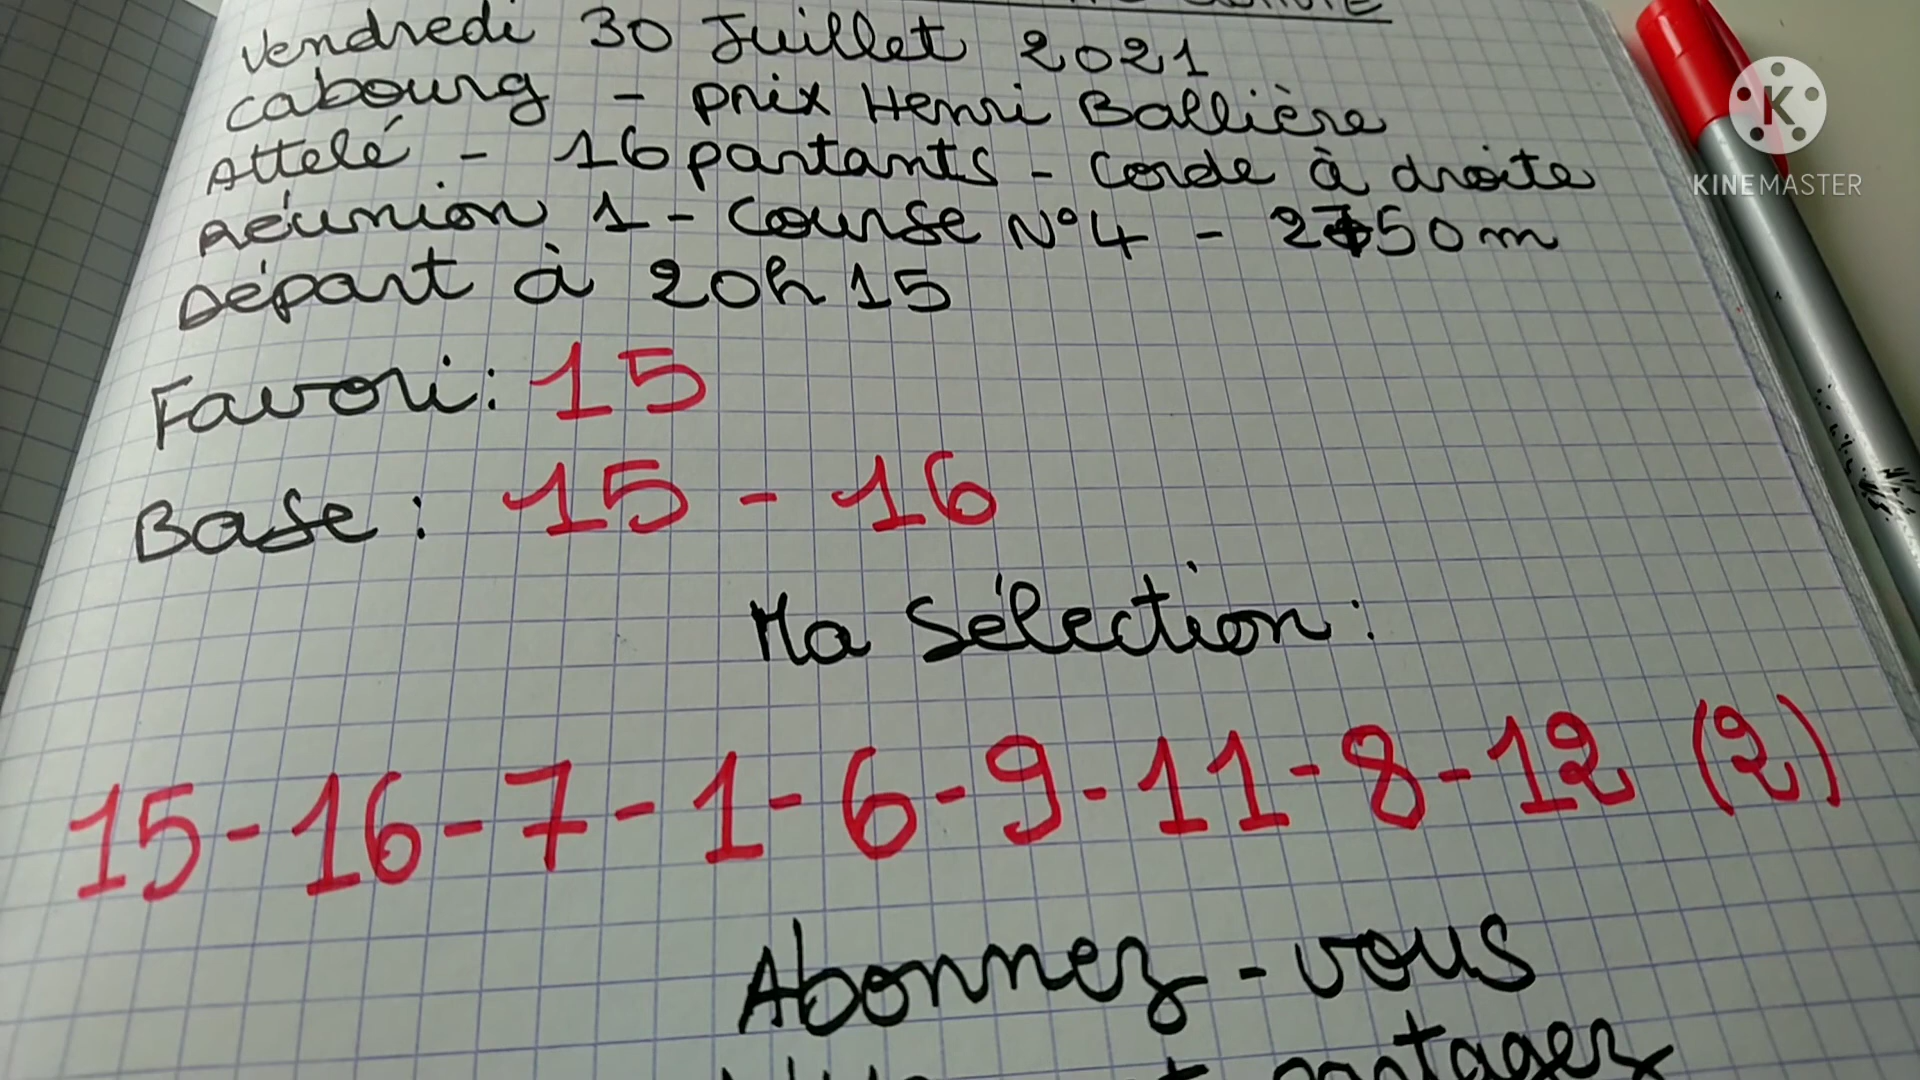 Vendredi 30 Juillet 2021
Cabourg - prix Henri Ballière
Attelé - 16 partants - Corde à droite
Réunion 1 - Course N°4 - 2750m
Départ à 20h15
Favori: 15
Base: 15 - 16
Ma Sélection:
15-16-7-1-6-9-11-8-12 (2)
Abonnez-vous
partagez
K
KINEMASTER